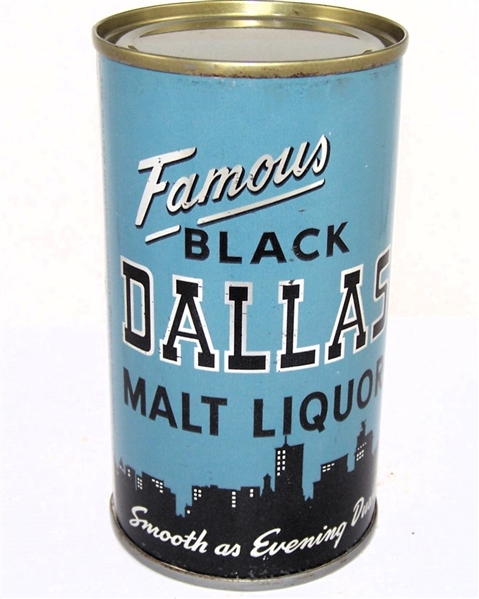 Famous
BLACK
DALLAS
MALT LIQUOR
Smooth as Evening